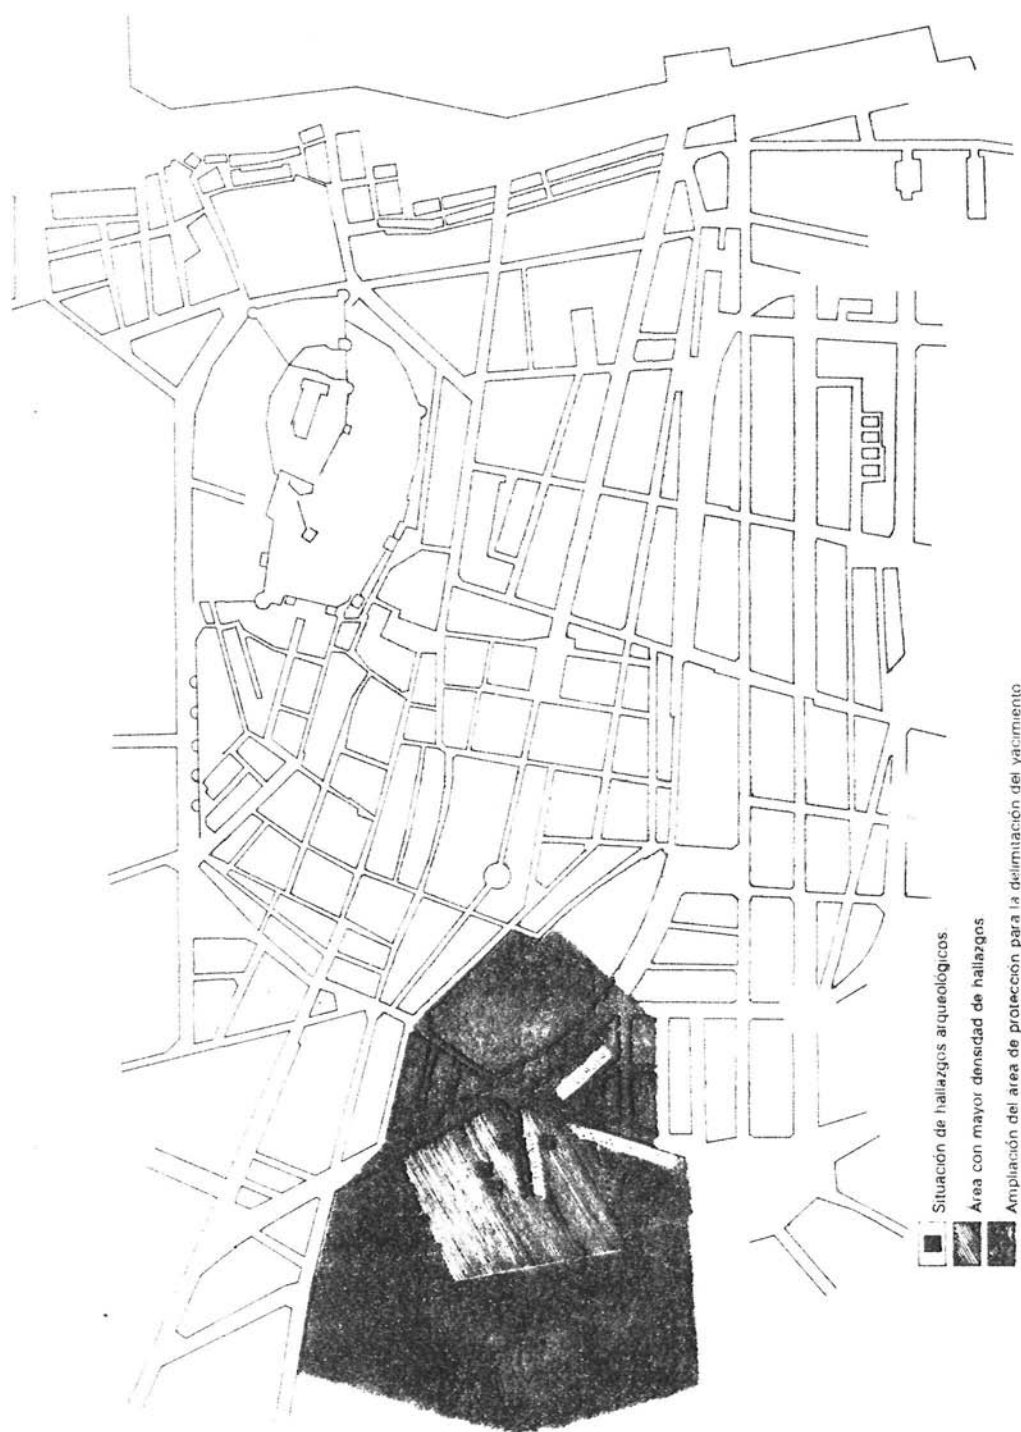 Situación de hallazgos arqueológicos
Área con mayor densidad de hallazgos
Ampliación del área de protección para la delimitación del yacimiento